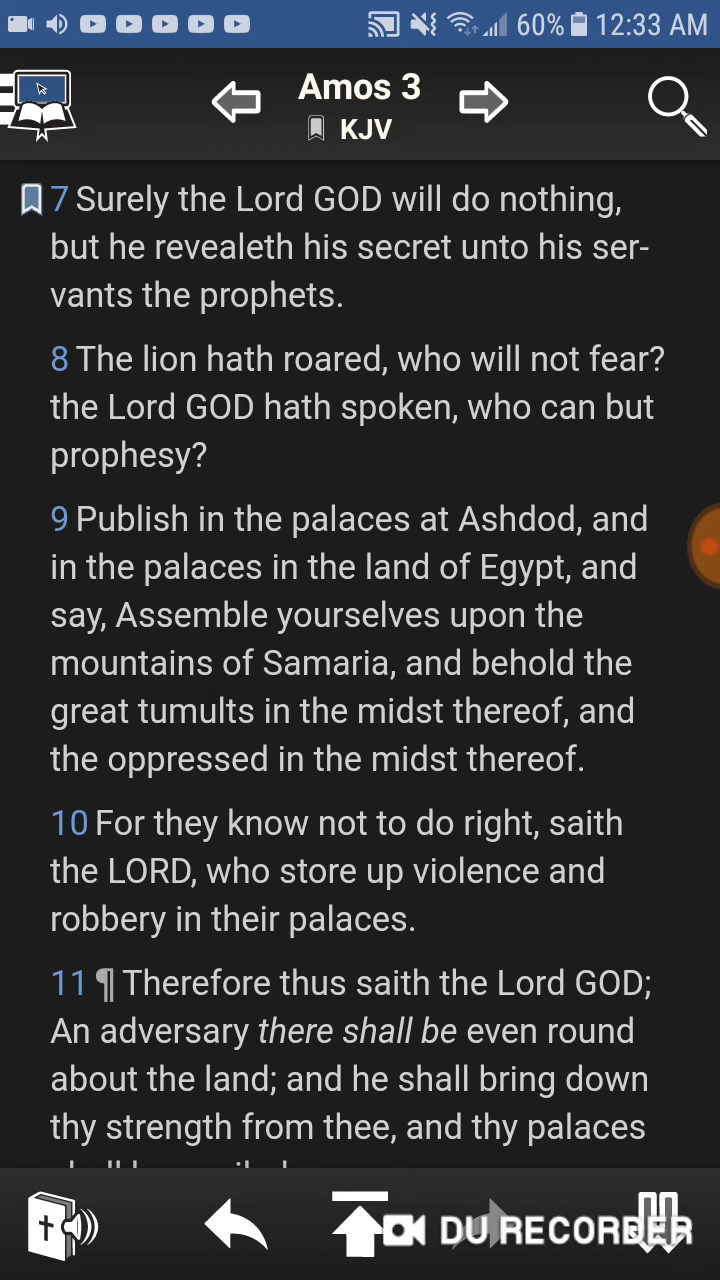 60% 12:33 AM
Amos 3
KJV
7 Surely the Lord GOD will do nothing,
but he revealeth his secret unto his ser-
vants the prophets.
8 The lion hath roared, who will not fear?
the Lord GOD hath spoken, who can but
prophesy?
9 Publish in the palaces at Ashdod, and
in the palaces in the land of Egypt, and
say, Assemble yourselves upon the
mountains of Samaria, and behold the
great tumults in the midst thereof, and
the oppressed in the midst thereof.
10 For they know not to do right, saith
the LORD, who store up violence and
robbery in their palaces.
11 ¶ Therefore thus saith the Lord GOD;
An adversary there shall be even round
about the land; and he shall bring down
thy strength from thee, and thy palaces
DU RECORDER